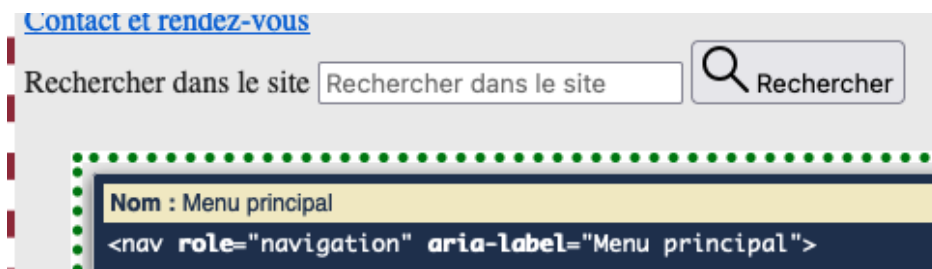 Contact et rendez-vous
Rechercher dans le site Rechercher dans le site Rechercher
Nom : Menu principal
<nav role="navigation" aria-label="Menu principal">